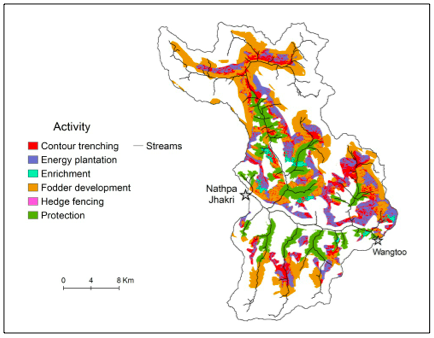 Activity
Contour trenching
Streams
Energy plantation
Enrichment
Fodder development
Hedge fencing
Protection
Nathpa
Jhakri
Wangtoo
0 4 8 Km